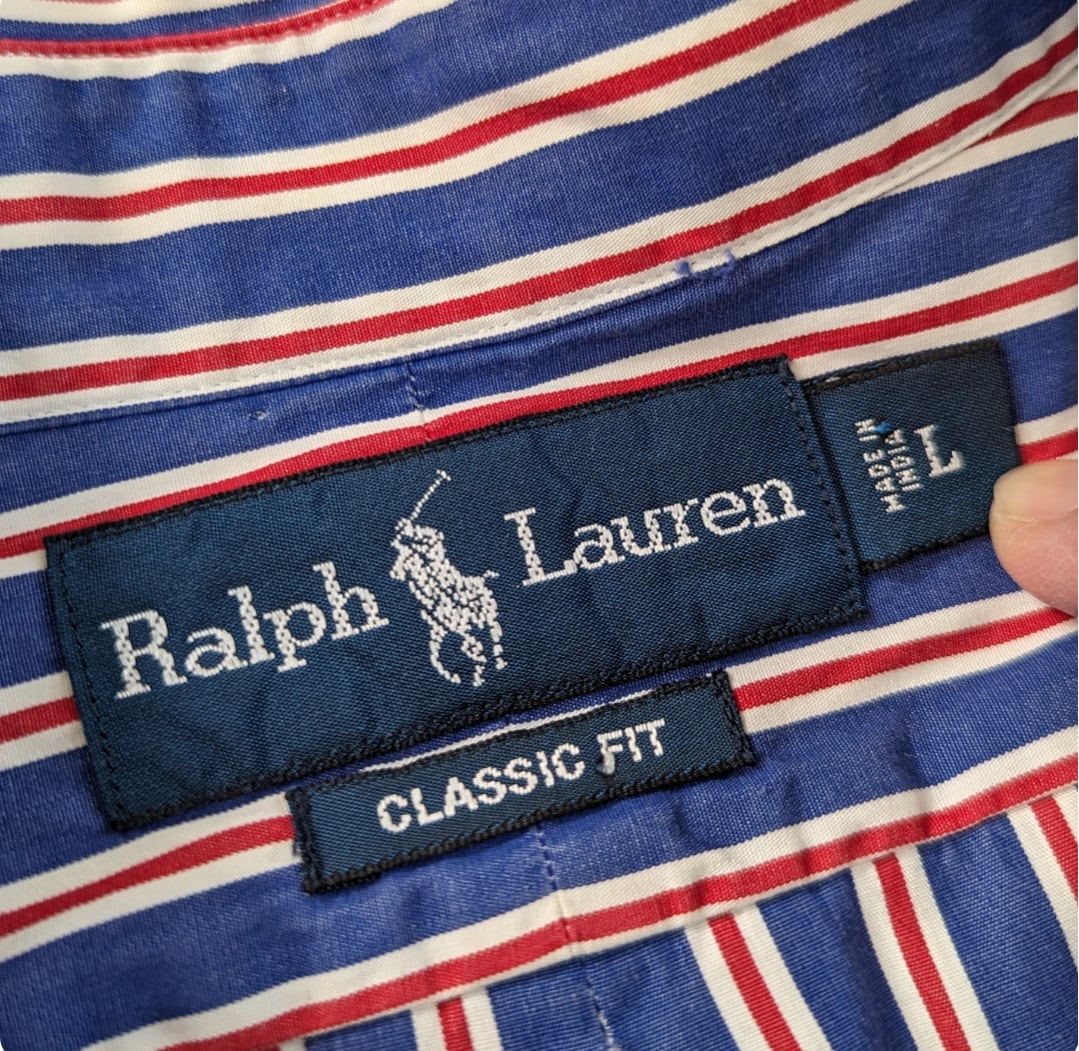 Ralph Lauren
MADE IN
INDIA
L
CLASSIC FIT